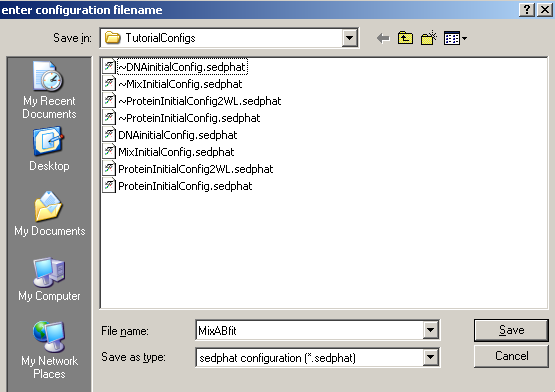 enter configuration filename
Save in: TutorialConfigs
My Recent
Documents
Desktop
My Documents
My Computer
My Network
Places
~DNAinitialConfig.sedphat
~MixInitialConfig.sedphat
~ProteinInitialConfig2WL.sedphat
~ProteinInitialConfig.sedphat
DNAinitialConfig.sedphat
MixInitialConfig.sedphat
ProteinInitialConfig2WL.sedphat
ProteinInitialConfig.sedphat
File name: MixABfit Save
Save as type: sedphat configuration (*.sedphat) Cancel